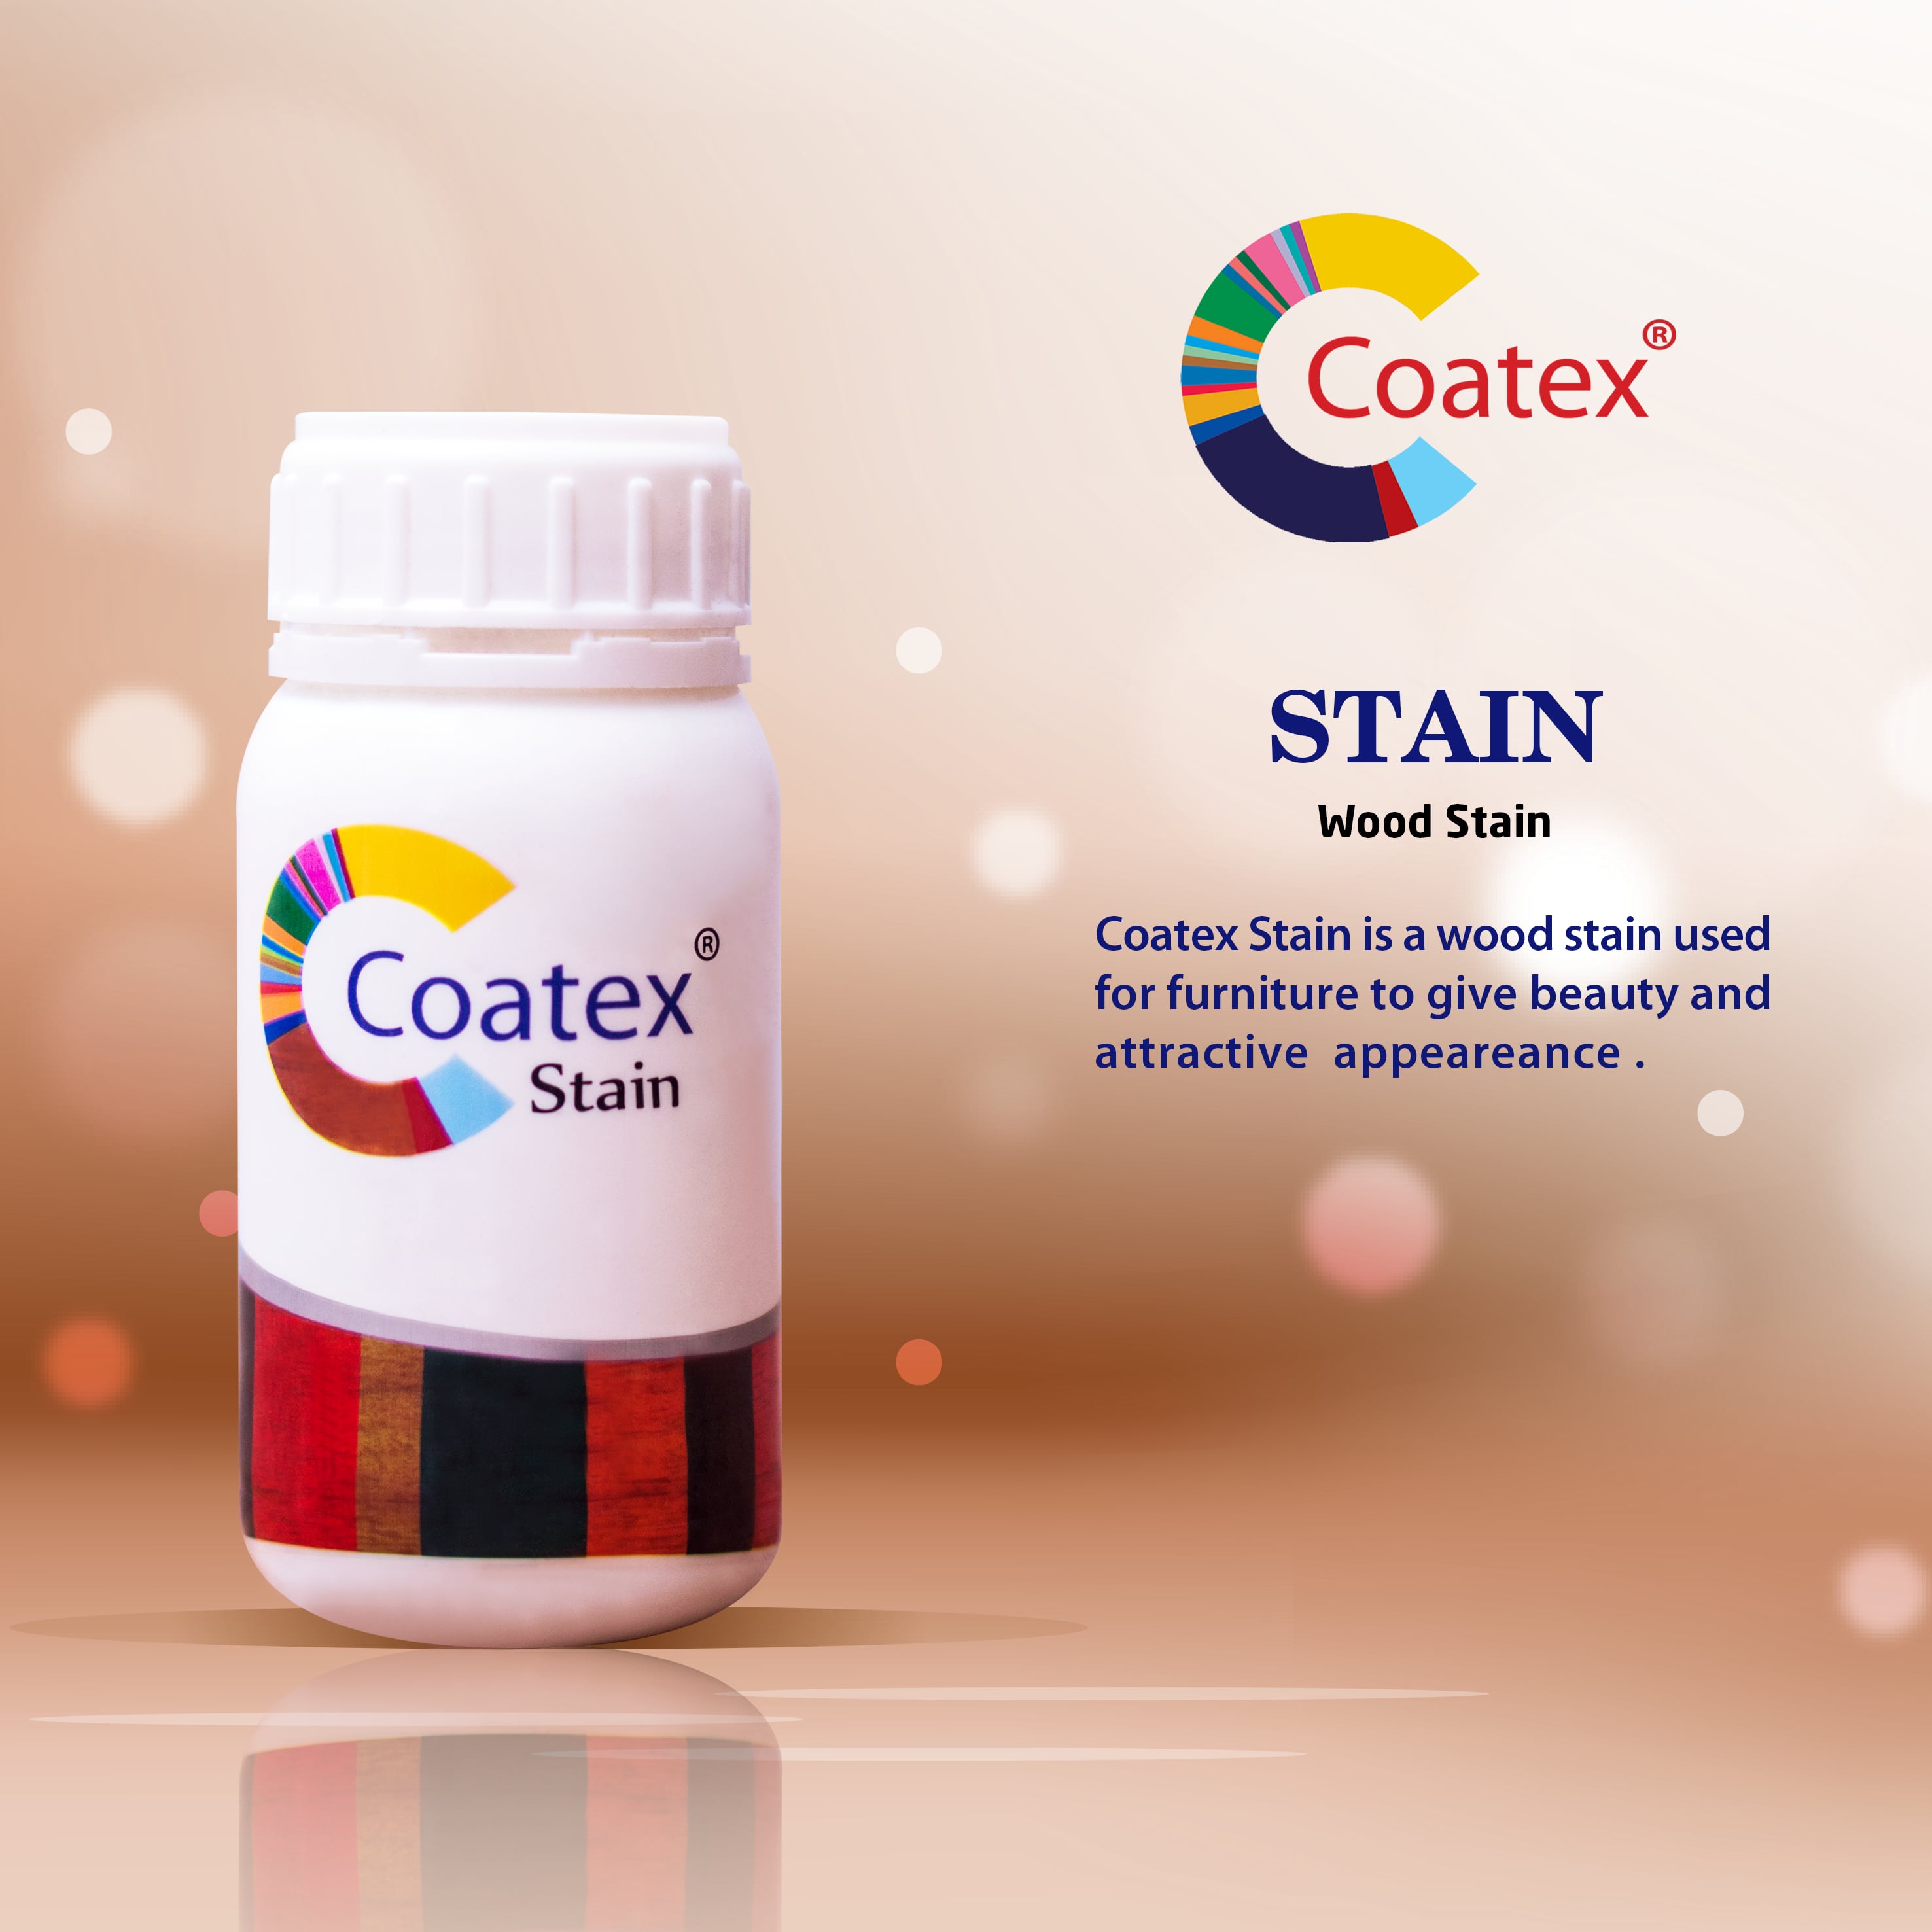 Coatex®
STAIN
Wood Stain
Coatex Stain is a wood stain used
for furniture to give beauty and
attractive appeareance .
Coatex®
Stain